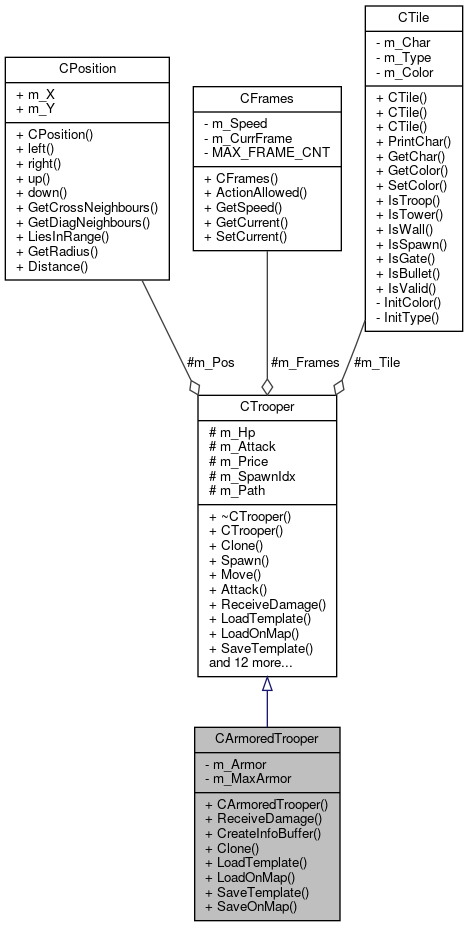 CPosition
+ m_X
+ m_Y
+ CPosition()
+ left()
+ right()
+ up()
+ down()
+ GetCrossNeighbours()
+ GetDiagNeighbours()
+ LiesInRange()
+ GetRadius()
+ Distance()
CFrames
- m_Speed
- m_CurrFrame
- MAX_FRAME_CNT
+ CFrames()
+ ActionAllowed()
+ GetSpeed()
+ GetCurrent()
+ SetCurrent()
CTile
- m_Char
- m_Type
- m_Color
+ CTile()
+ CTile()
+ CTile()
+ PrintChar()
+ GetChar()
+ GetColor()
+ SetColor()
+ IsTroop()
+ IsTower()
+ IsWall()
+ IsSpawn()
+ IsGate()
+ IsBullet()
+ IsValid()
- InitColor()
- InitType()
#m_Pos
#m_Frames
#m_Tile
CTrooper
# m_Hp
# m_Attack
# m_Price
# m_SpawnIdx
# m_Path
+ ~CTrooper()
+ CTrooper()
+ Clone()
+ Spawn()
+ Move()
+ Attack()
+ ReceiveDamage()
+ LoadTemplate()
+ LoadOnMap()
+ SaveTemplate()
and 12 more...
CArmoredTrooper
- m_Armor
- m_MaxArmor
+ CArmoredTrooper()
+ ReceiveDamage()
+ CreateInfoBuffer()
+ Clone()
+ LoadTemplate()
+ LoadOnMap()
+ SaveTemplate()
+ SaveOnMap()